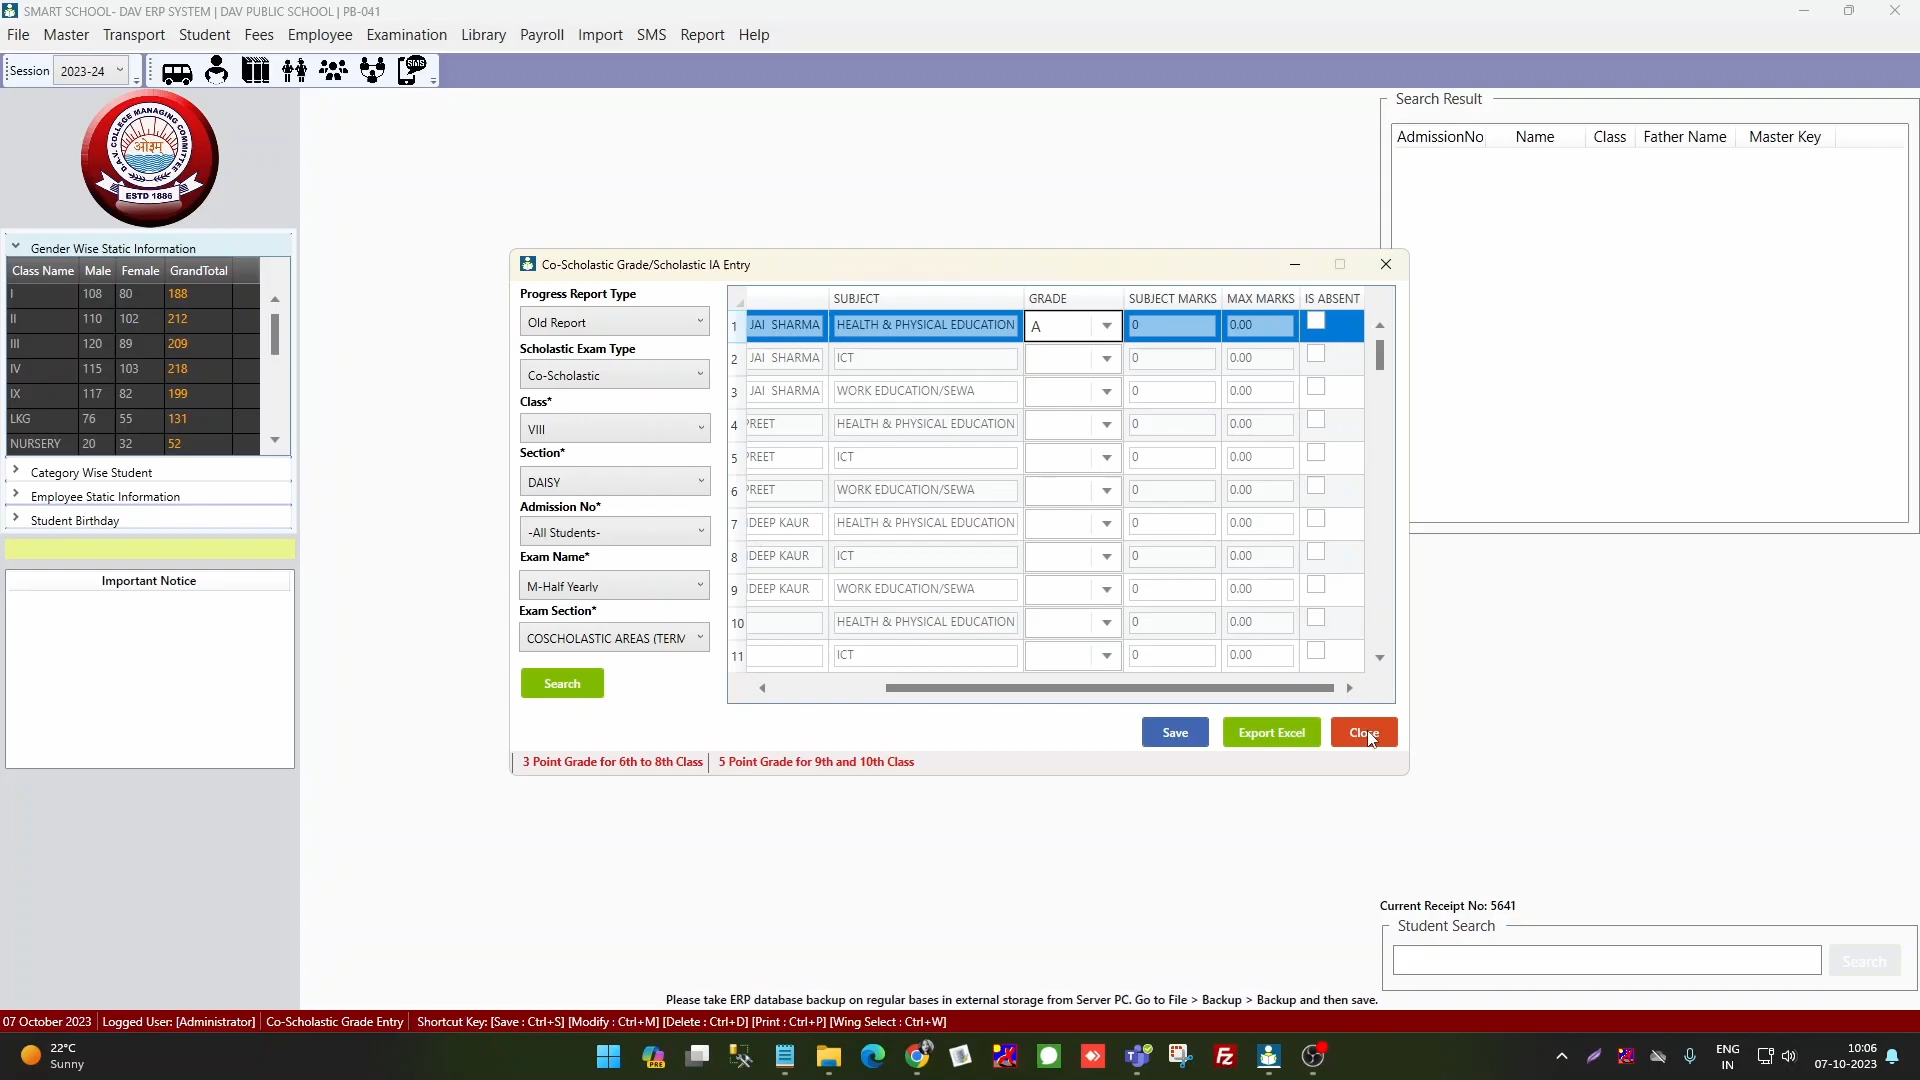 SMART SCHOOL- DAV ERP SYSTEM | DAV PUBLIC SCHOOL | PB-041
File Master Transport Student Fees Employee Examination Library Payroll Import SMS Report Help
Session 2023-24 SMS
D.A.V. COLLEGE MANAGING COMMITTEE
ओ३म्
ESTD 1886
Gender Wise Static Information
Class Name Male Female GrandTotal
I 108 80 188
II 110 102 212
III 120 89 209
IV 115 103 218
IX 117 82 199
LKG 76 55 131
NURSERY 20 32 52
Category Wise Student
Employee Static Information
Student Birthday
Important Notice
Co-Scholastic Grade/Scholastic IA Entry
Progress Report Type
Old Report
Scholastic Exam Type
Co-Scholastic
Class*
VIII
Section*
DAISY
Admission No*
-All Students-
Exam Name*
M-Half Yearly
Exam Section*
COSCHOLASTIC AREAS (TERM
Search
SUBJECT GRADE SUBJECT MARKS MAX MARKS IS ABSENT
1 JAI SHARMA HEALTH & PHYSICAL EDUCATION A 0 0.00
2 JAI SHARMA ICT 0 0.00
3 JAI SHARMA WORK EDUCATION/SEWA 0 0.00
4 PREET HEALTH & PHYSICAL EDUCATION 0 0.00
5 PREET ICT 0 0.00
6 PREET WORK EDUCATION/SEWA 0 0.00
7 DEEP KAUR HEALTH & PHYSICAL EDUCATION 0 0.00
8 DEEP KAUR ICT 0 0.00
9 DEEP KAUR WORK EDUCATION/SEWA 0 0.00
10 HEALTH & PHYSICAL EDUCATION 0 0.00
11 ICT 0 0.00
Save Export Excel Close
3 Point Grade for 6th to 8th Class 5 Point Grade for 9th and 10th Class
Search Result
AdmissionNo Name Class Father Name Master Key
Current Receipt No: 5641
Student Search
Search
Please take ERP database backup on regular bases in external storage from Server PC. Go to File > Backup > Backup and then save.
07 October 2023 Logged User: [Administrator] Co-Scholastic Grade Entry Shortcut Key: [Save : Ctrl+S] [Modify : Ctrl+M] [Delete : Ctrl+D] [Print : Ctrl+P] [Wing Select : Ctrl+W]
22°C
Sunny
PRE
ENG
IN
10:06
07-10-2023